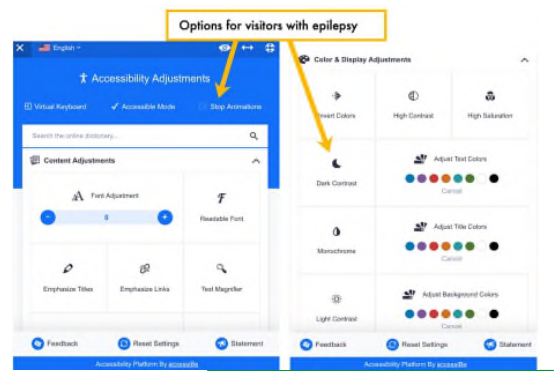 Options for visitors with epilepsy
English
Accessibility Adjustments
Virtual Keyboard
Accessible Mode
Stop Animations
Search the online dictionary...
Content Adjustments
Font Adjustment
0
Readable Font
Emphasize Titles
Emphasize Links
Text Magnifier
Feedback
Reset Settings
Statement
Accessibility Platform By accessiBe
Color & Display Adjustments
Invert Colors
High Contrast
High Saturation
Dark Contrast
Adjust Text Colors
Cancel
Monochrome
Adjust Title Colors
Cancel
Light Contrast
Adjust Background Colors
Cancel
Feedback
Reset Settings
Statement
Accessibility Platform By accessiBe